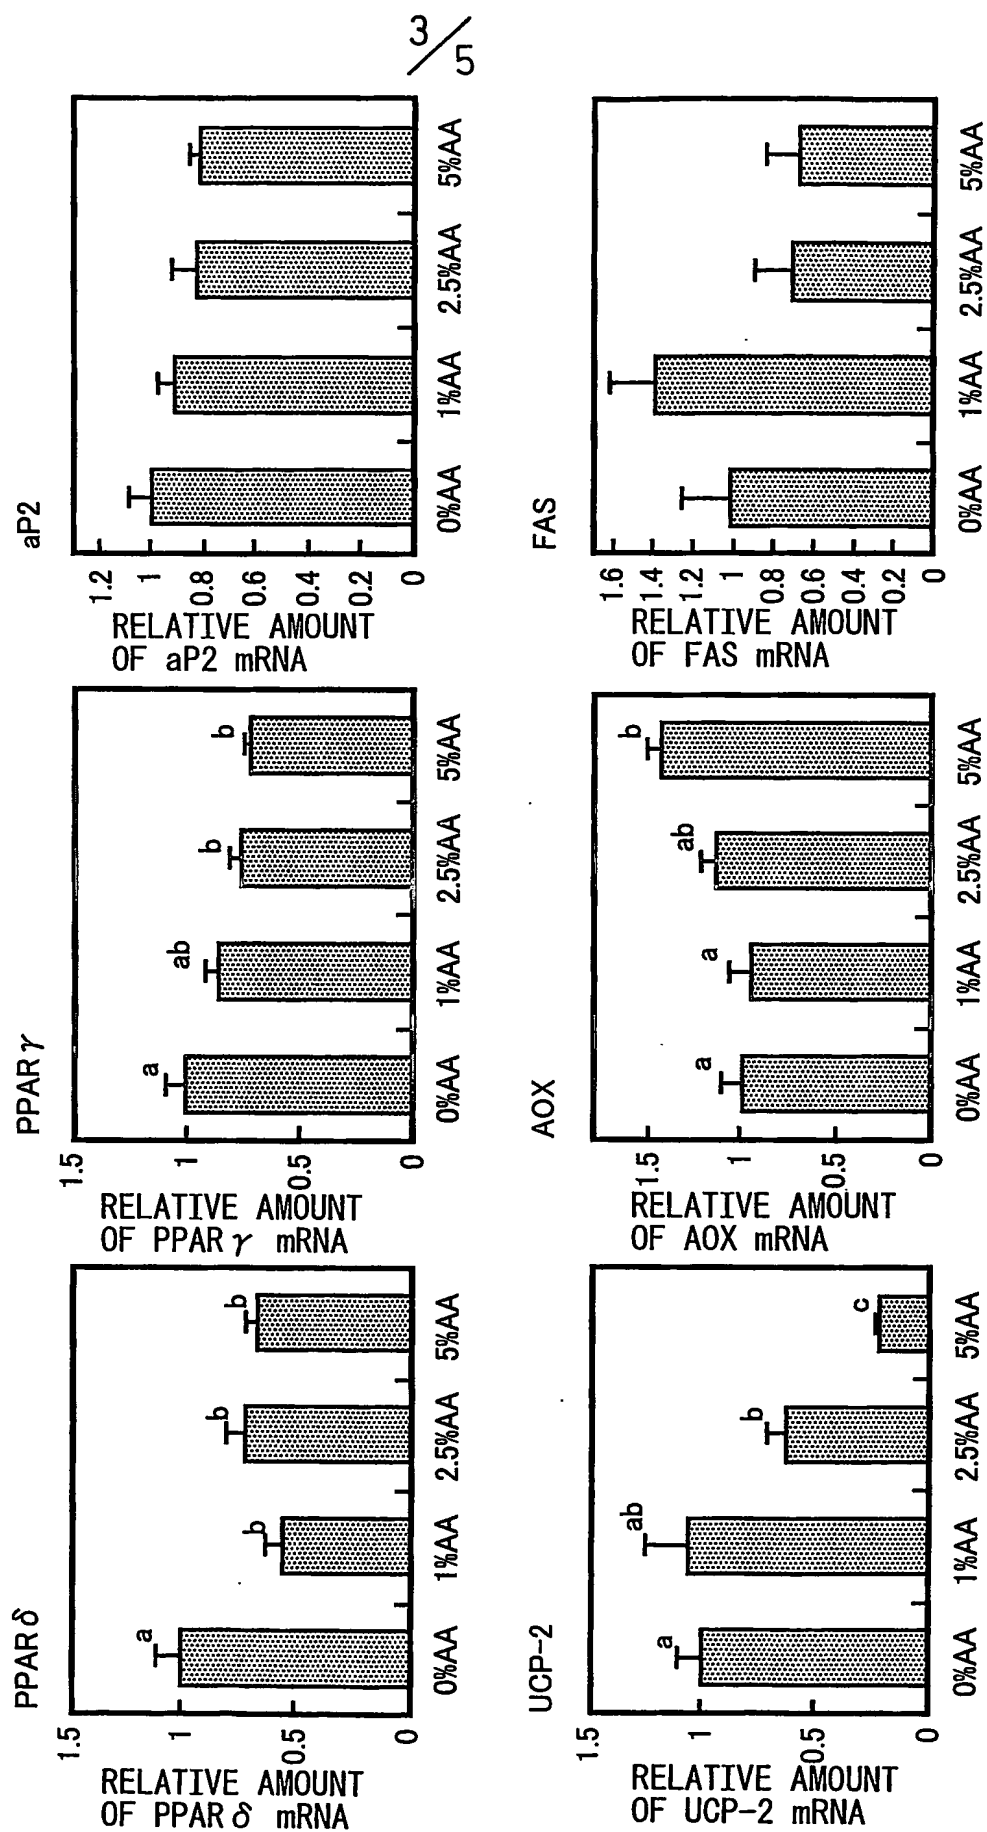 3/5
PPARδ
RELATIVE AMOUNT
OF PPARδ mRNA
1.5
1
0.5
0
a
b
b
b
0%AA 1%AA 2.5%AA 5%AA
PPARγ
RELATIVE AMOUNT
OF PPARγ mRNA
1.5
1
0.5
0
a
ab
b
b
0%AA 1%AA 2.5%AA 5%AA
aP2
RELATIVE AMOUNT
OF aP2 mRNA
1.2
1
0.8
0.6
0.4
0.2
0
0%AA 1%AA 2.5%AA 5%AA
UCP-2
RELATIVE AMOUNT
OF UCP-2 mRNA
1.5
1
0.5
0
a
ab
b
c
0%AA 1%AA 2.5%AA 5%AA
AOX
RELATIVE AMOUNT
OF AOX mRNA
1.5
1
0.5
0
a
a
ab
b
0%AA 1%AA 2.5%AA 5%AA
FAS
RELATIVE AMOUNT
OF FAS mRNA
1.6
1.4
1.2
1
0.8
0.6
0.4
0.2
0
0%AA 1%AA 2.5%AA 5%AA